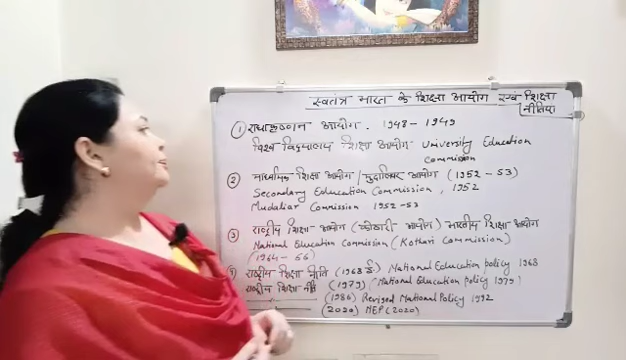 स्वतंत्र भारत के शिक्षा आयोग एवं शिक्षा
नीतियां
① राधाकृष्णन आयोग . 1948 - 1949
विश्व विद्यालय शिक्षा आयोग University Education
Commission
② माध्यमिक शिक्षा आयोग / मुदालियर आयोग (1952 - 53)
Secondary Education Commission, 1952
Mudaliar Commission 1952-53
③ राष्ट्रीय शिक्षा आयोग (कोठारी आयोग) भारतीय शिक्षा आयोग
National Education Commission (Kothari Commission)
(1964 - 66)
राष्ट्रीय शिक्षा नीति (1968 ई.) National Education policy 1968
राष्ट्रीय शिक्षा नीति (1979) (National Education policy 1979)
(1986) Revised National Policy 1992
(2020) NEP (2020)